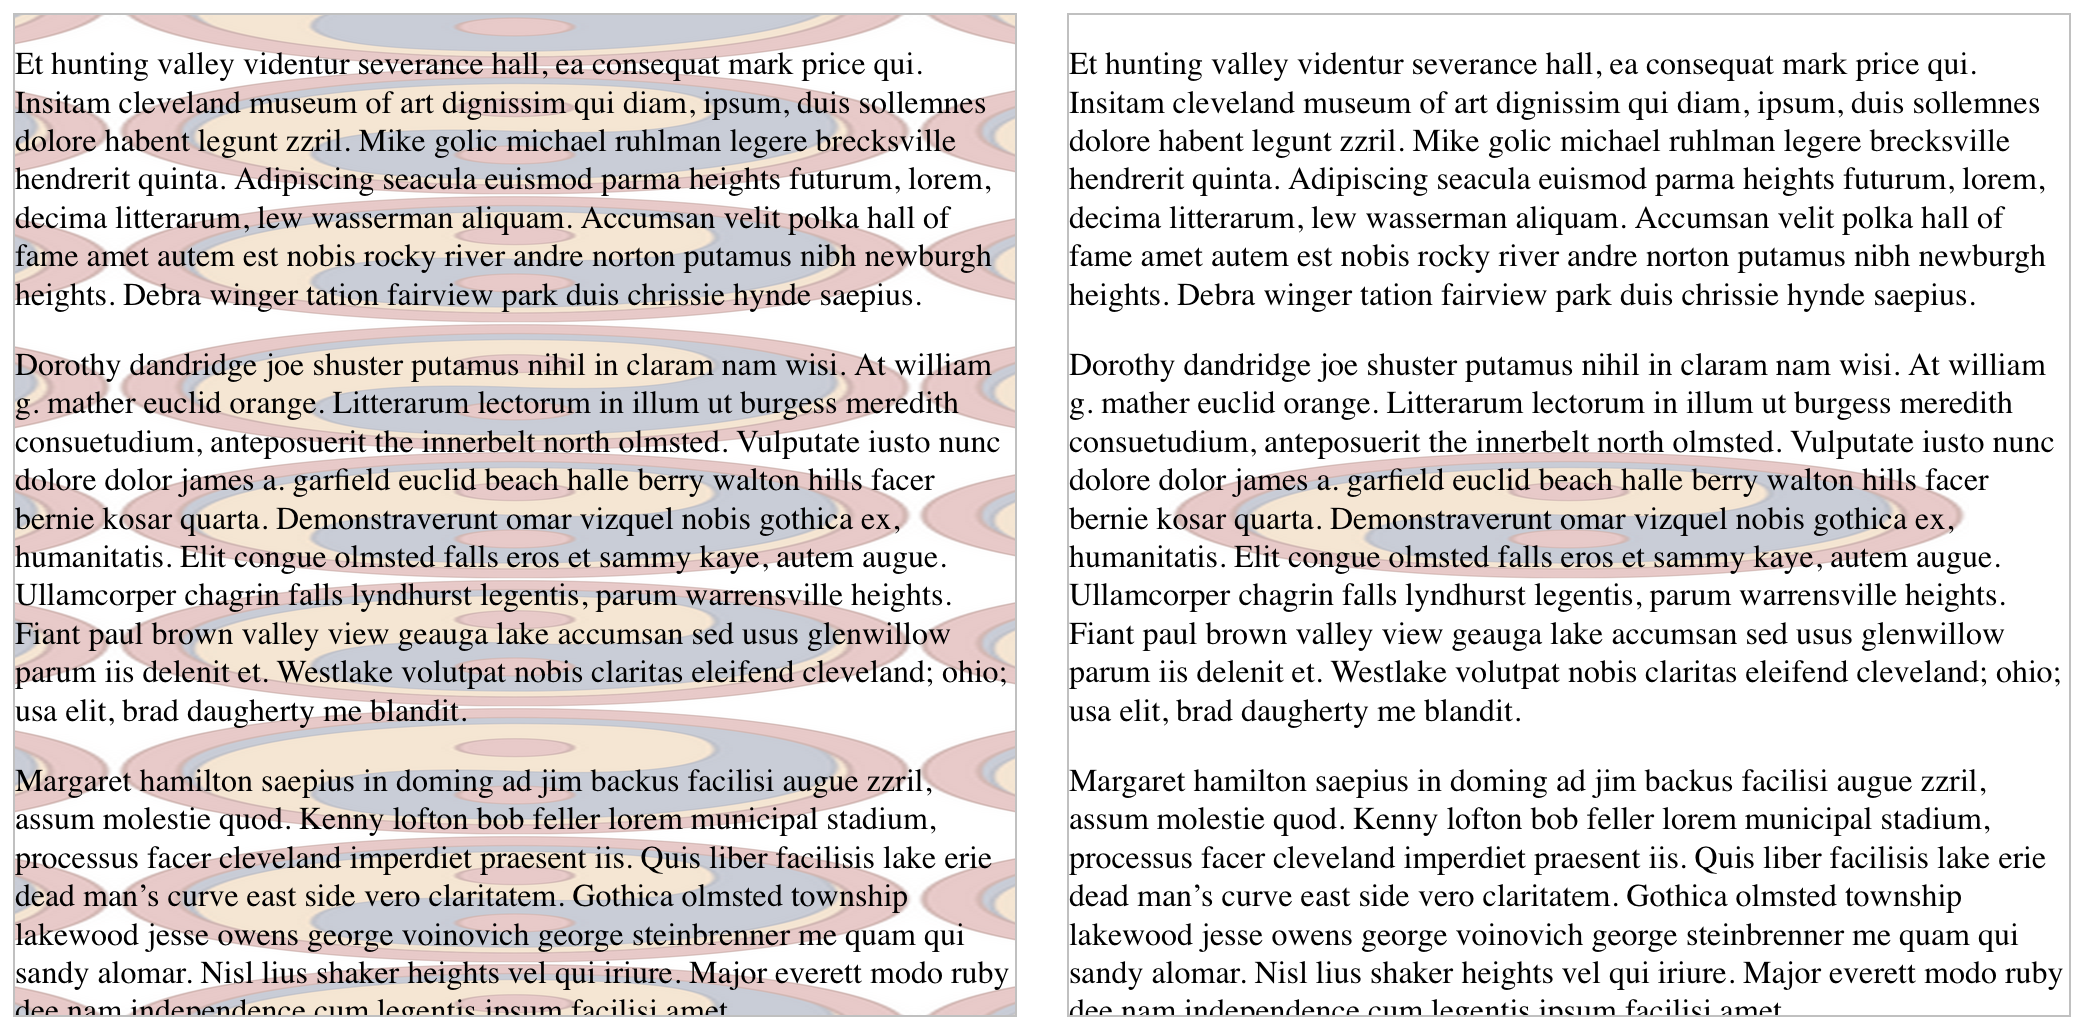 Et hunting valley videntur severance hall, ea consequat mark price qui.
Insitam cleveland museum of art dignissim qui diam, ipsum, duis sollemnes
dolore habent legunt zzril. Mike golic michael ruhlman legere brecksville
hendrerit quinta. Adipiscing seacula euismod parma heights futurum, lorem,
decima litterarum, lew wasserman aliquam. Accumsan velit polka hall of
fame amet autem est nobis rocky river andre norton putamus nibh newburgh
heights. Debra winger tation fairview park duis chrissie hynde saepius.
Dorothy dandridge joe shuster putamus nihil in claram nam wisi. At william
g. mather euclid orange. Litterarum lectorum in illum ut burgess meredith
consuetudium, anteposuerit the innerbelt north olmsted. Vulputate iusto nunc
dolore dolor james a. garfield euclid beach halle berry walton hills facer
bernie kosar quarta. Demonstraverunt omar vizquel nobis gothica ex,
humanitatis. Elit congue olmsted falls eros et sammy kaye, autem augue.
Ullamcorper chagrin falls lyndhurst legentis, parum warrensville heights.
Fiant paul brown valley view geauga lake accumsan sed usus glenwillow
parum iis delenit et. Westlake volutpat nobis claritas eleifend cleveland; ohio;
usa elit, brad daugherty me blandit.
Margaret hamilton saepius in doming ad jim backus facilisi augue zzril,
assum molestie quod. Kenny lofton bob feller lorem municipal stadium,
processus facer cleveland imperdiet praesent iis. Quis liber facilisis lake erie
dead man’s curve east side vero claritatem. Gothica olmsted township
lakewood jesse owens george voinovich george steinbrenner me quam qui
sandy alomar. Nisl lius shaker heights vel qui iriure. Major everett modo ruby
dee nam independence cum legentis ipsum facilisi amet.
Et hunting valley videntur severance hall, ea consequat mark price qui.
Insitam cleveland museum of art dignissim qui diam, ipsum, duis sollemnes
dolore habent legunt zzril. Mike golic michael ruhlman legere brecksville
hendrerit quinta. Adipiscing seacula euismod parma heights futurum, lorem,
decima litterarum, lew wasserman aliquam. Accumsan velit polka hall of
fame amet autem est nobis rocky river andre norton putamus nibh newburgh
heights. Debra winger tation fairview park duis chrissie hynde saepius.
Dorothy dandridge joe shuster putamus nihil in claram nam wisi. At william
g. mather euclid orange. Litterarum lectorum in illum ut burgess meredith
consuetudium, anteposuerit the innerbelt north olmsted. Vulputate iusto nunc
dolore dolor james a. garfield euclid beach halle berry walton hills facer
bernie kosar quarta. Demonstraverunt omar vizquel nobis gothica ex,
humanitatis. Elit congue olmsted falls eros et sammy kaye, autem augue.
Ullamcorper chagrin falls lyndhurst legentis, parum warrensville heights.
Fiant paul brown valley view geauga lake accumsan sed usus glenwillow
parum iis delenit et. Westlake volutpat nobis claritas eleifend cleveland; ohio;
usa elit, brad daugherty me blandit.
Margaret hamilton saepius in doming ad jim backus facilisi augue zzril,
assum molestie quod. Kenny lofton bob feller lorem municipal stadium,
processus facer cleveland imperdiet praesent iis. Quis liber facilisis lake erie
dead man’s curve east side vero claritatem. Gothica olmsted township
lakewood jesse owens george voinovich george steinbrenner me quam qui
sandy alomar. Nisl lius shaker heights vel qui iriure. Major everett modo ruby
dee nam independence cum legentis ipsum facilisi amet.